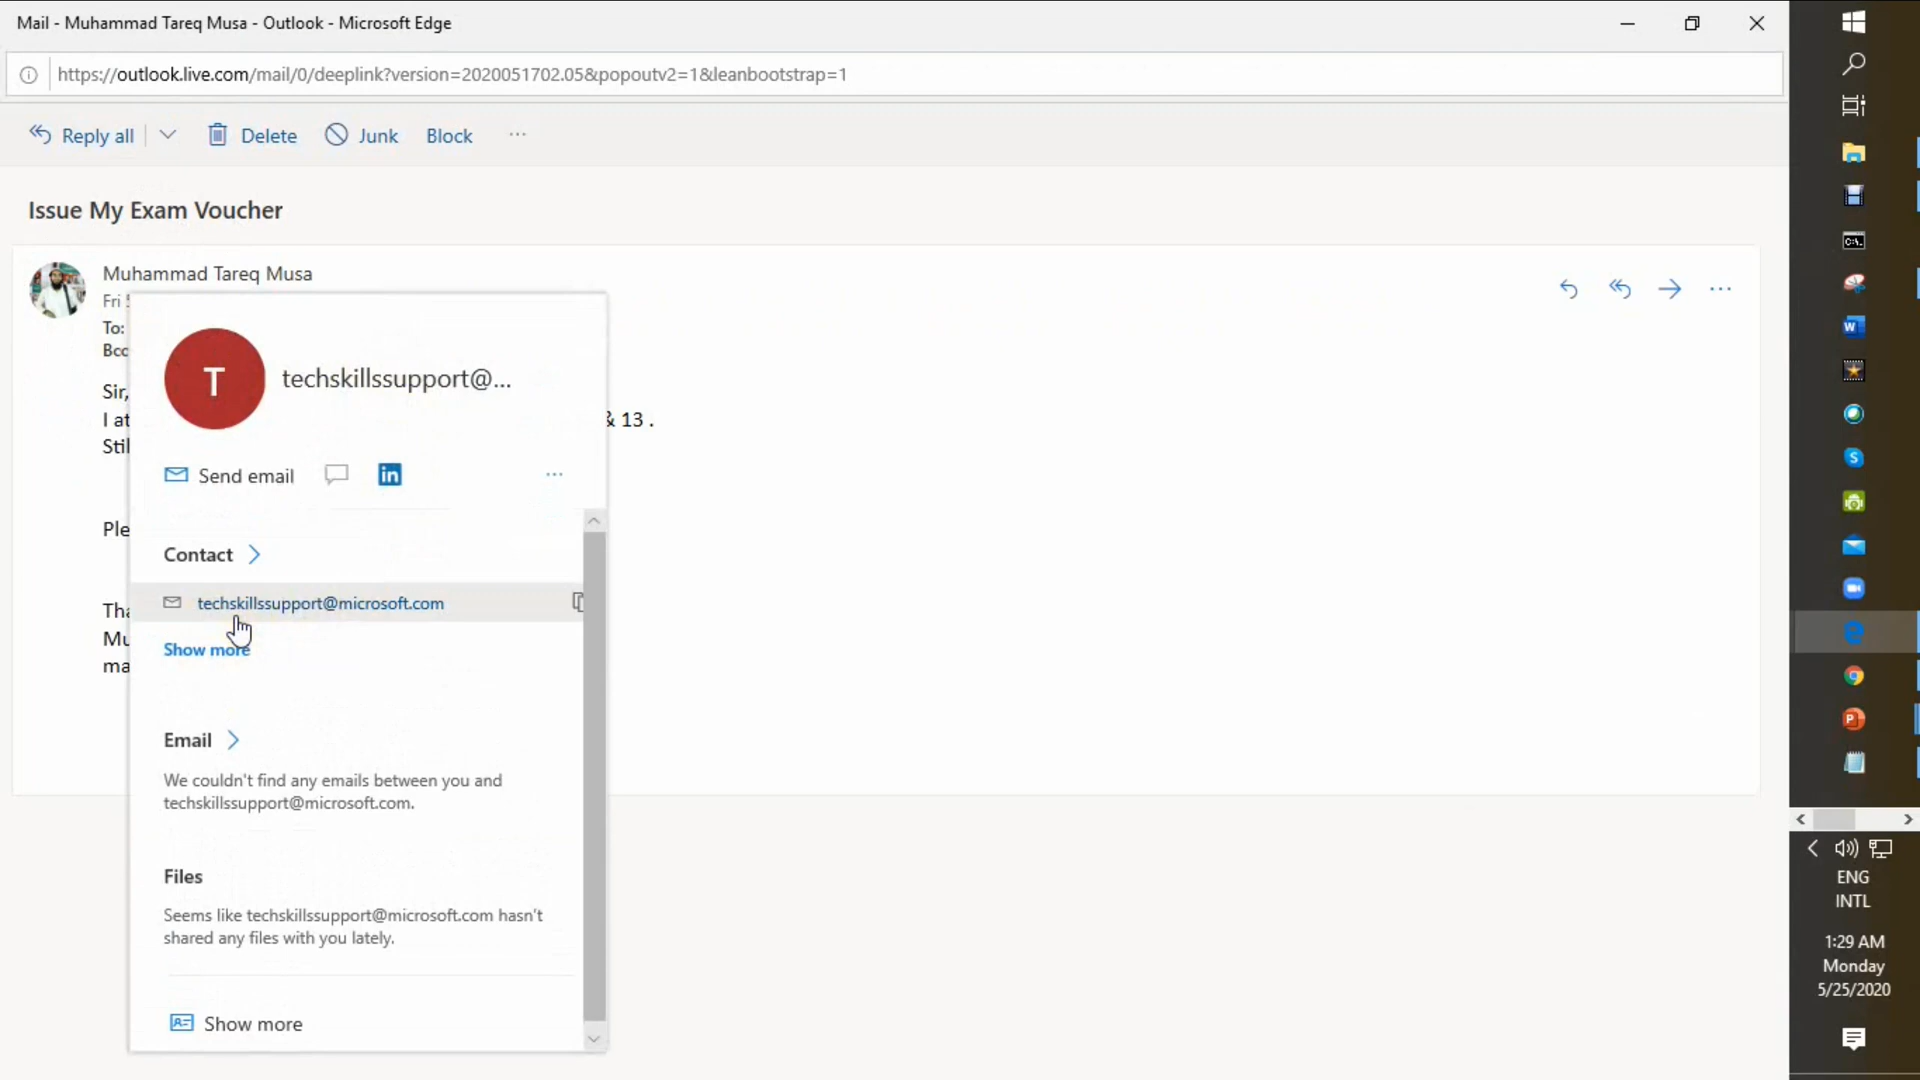 Mail - Muhammad Tareq Musa - Outlook - Microsoft Edge
https://outlook.live.com/mail/0/deeplink?version=2020051702.05&popoutv2=1&leanbootstrap=1
Reply all
Delete
Junk
Block
Issue My Exam Voucher
Muhammad Tareq Musa
Fri
To:
Bcc
Sir,
I at
& 13 .
Still
Ple
Tha
Mu
ma
T
techskillssupport@...
Send email
in
Contact
techskillssupport@microsoft.com
Show more
Email
We couldn't find any emails between you and
techskillssupport@microsoft.com.
Files
Seems like techskillssupport@microsoft.com hasn't
shared any files with you lately.
Show more
ENG
INTL
1:29 AM
Monday
5/25/2020